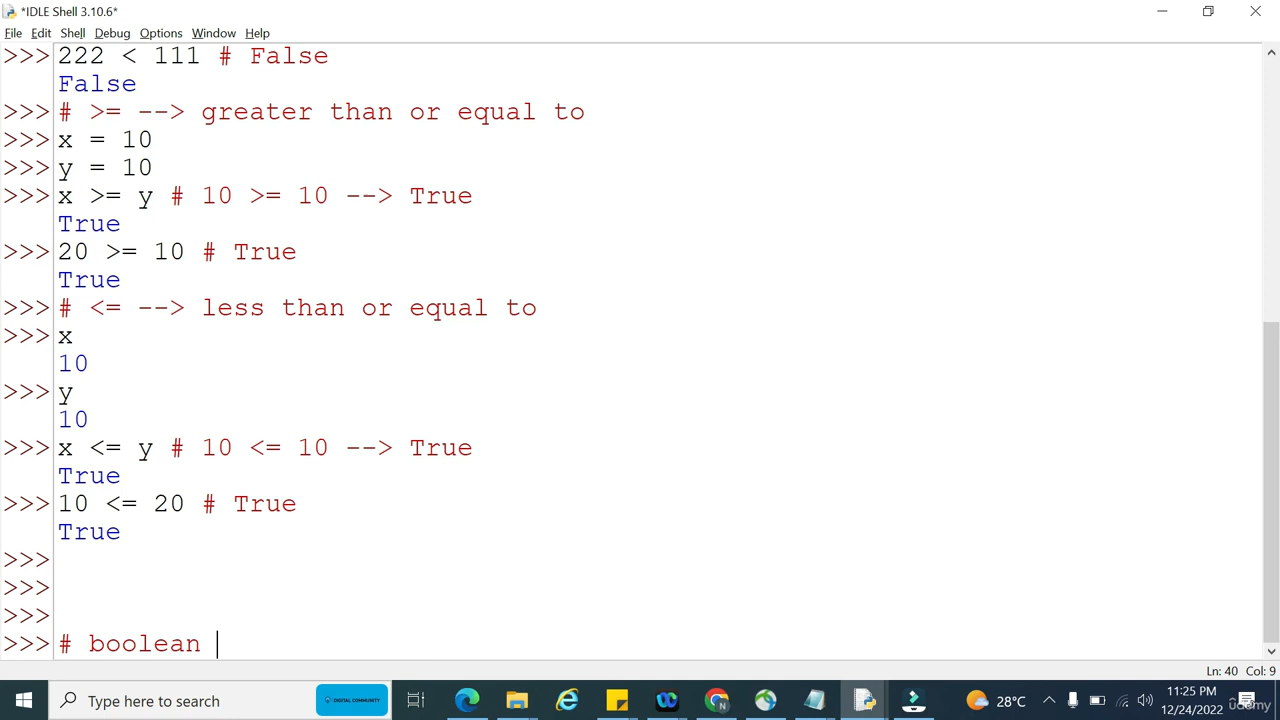 *IDLE Shell 3.10.6*
File Edit Shell Debug Options Window Help
>>> 222 < 111 # False
False
>>> # >= --> greater than or equal to
>>> x = 10
>>> y = 10
>>> x >= y # 10 >= 10 --> True
True
>>> 20 >= 10 # True
True
>>> # <= --> less than or equal to
>>> x
10
>>> y
10
>>> x <= y # 10 <= 10 --> True
True
>>> 10 <= 20 # True
True
>>>
>>>
>>>
>>> # boolean
Ln: 40 Col: 9
Type here to search
DIGITAL COMMUNITY
28°C
11:25 PM
12/24/2022
udemy